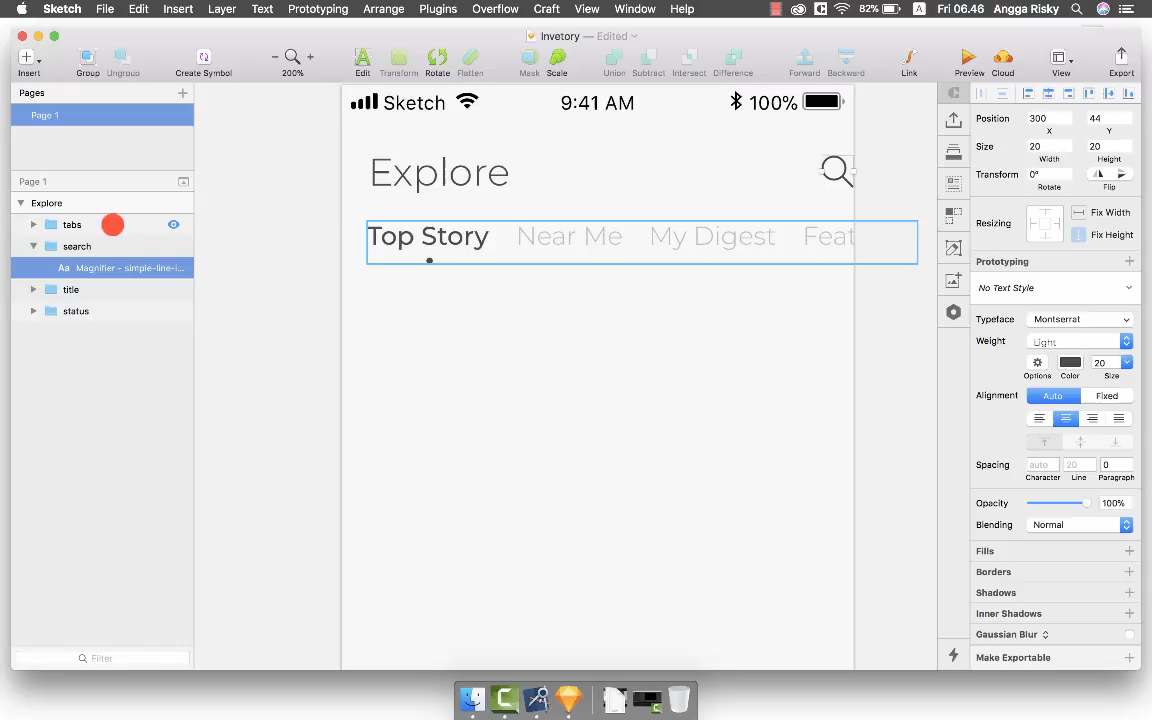 Sketch File Edit Insert Layer Text Prototyping Arrange Plugins Overflow Craft View Window Help 82% A Fri 06.46 Angga Risky
Invetory — Edited
Insert Group Ungroup Create Symbol 200% Edit Transform Rotate Flatten Mask Scale Union Subtract Intersect Difference Forward Backward Link Preview Cloud View Export
Pages
Page 1
Page 1
Explore
tabs
search
Aa Magnifier - simple-line-i...
title
status
Filter
Sketch 9:41 AM 100%
Explore
Top Story Near Me My Digest Feat
Position 300 44
X Y
Size 20 20
Width Height
Transform 0°
Rotate Flip
Resizing Fix Width
Fix Height
Prototyping
No Text Style
Typeface Montserrat
Weight Light
20
Options Color Size
Alignment Auto Fixed
Spacing auto 20 0
Character Line Paragraph
Opacity 100%
Blending Normal
Fills
Borders
Shadows
Inner Shadows
Gaussian Blur
Make Exportable